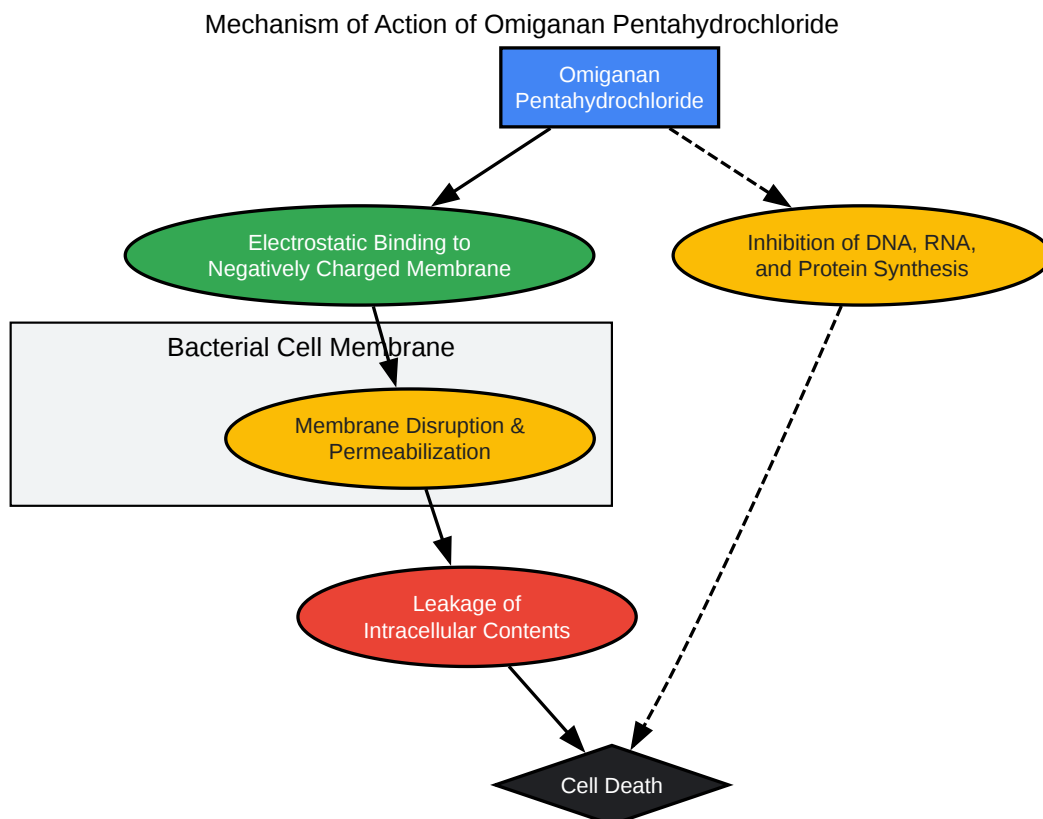 Mechanism of Action of Omiganan Pentahydrochloride
Omiganan
Pentahydrochloride
Electrostatic Binding to
Negatively Charged Membrane
Inhibition of DNA, RNA,
and Protein Synthesis
Bacterial Cell Membrane
Membrane Disruption &
Permeabilization
Leakage of
Intracellular Contents
Cell Death